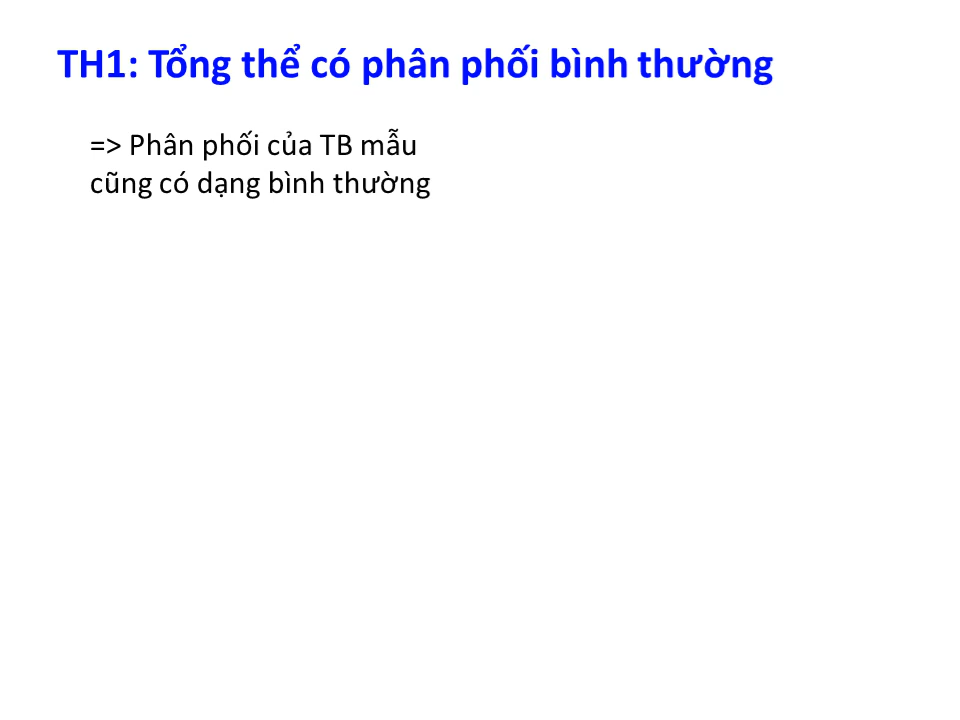 TH1: Tổng thể có phân phối bình thường
=> Phân phối của TB mẫu
cũng có dạng bình thường